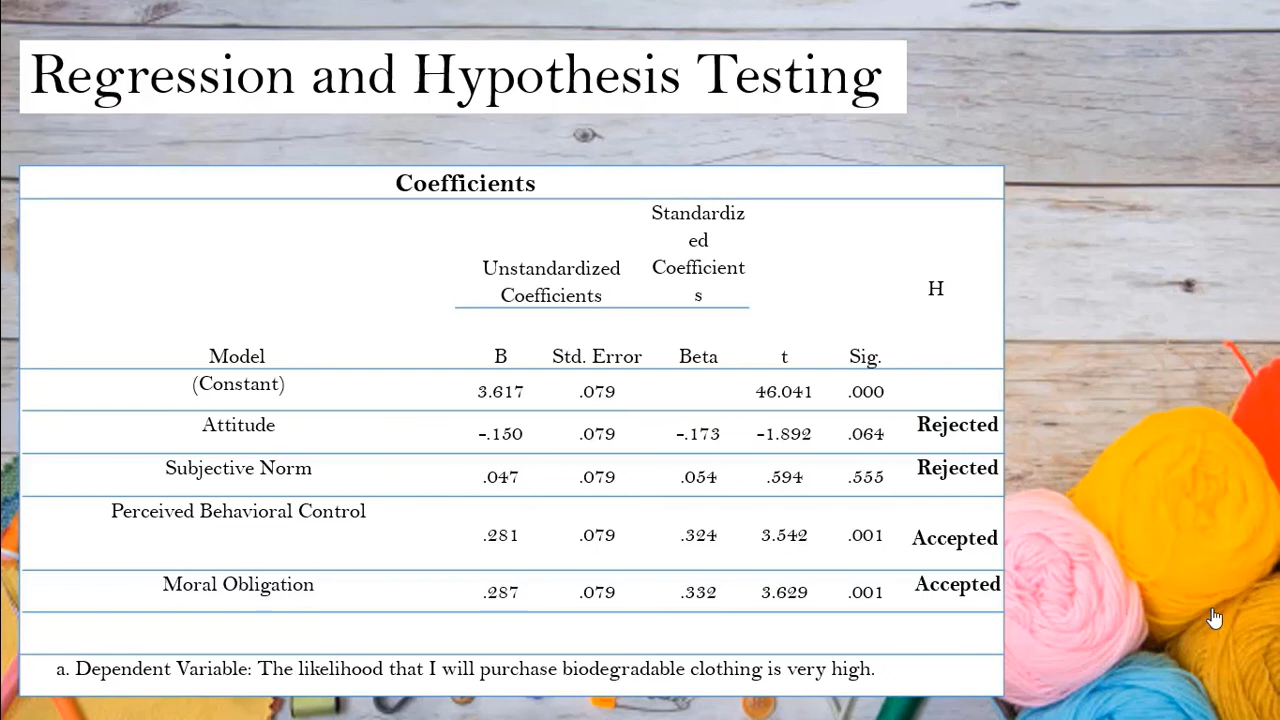 Regression and Hypothesis Testing
Coefficients
Model
Unstandardized
Coefficients
Standardiz
ed
Coefficient
s
t
Sig.
H
B Std. Error Beta
(Constant) 3.617 .079 46.041 .000
Attitude -.150 .079 -.173 -1.892 .064 Rejected
Subjective Norm .047 .079 .054 .594 .555 Rejected
Perceived Behavioral Control .281 .079 .324 3.542 .001 Accepted
Moral Obligation .287 .079 .332 3.629 .001 Accepted
a. Dependent Variable: The likelihood that I will purchase biodegradable clothing is very high.